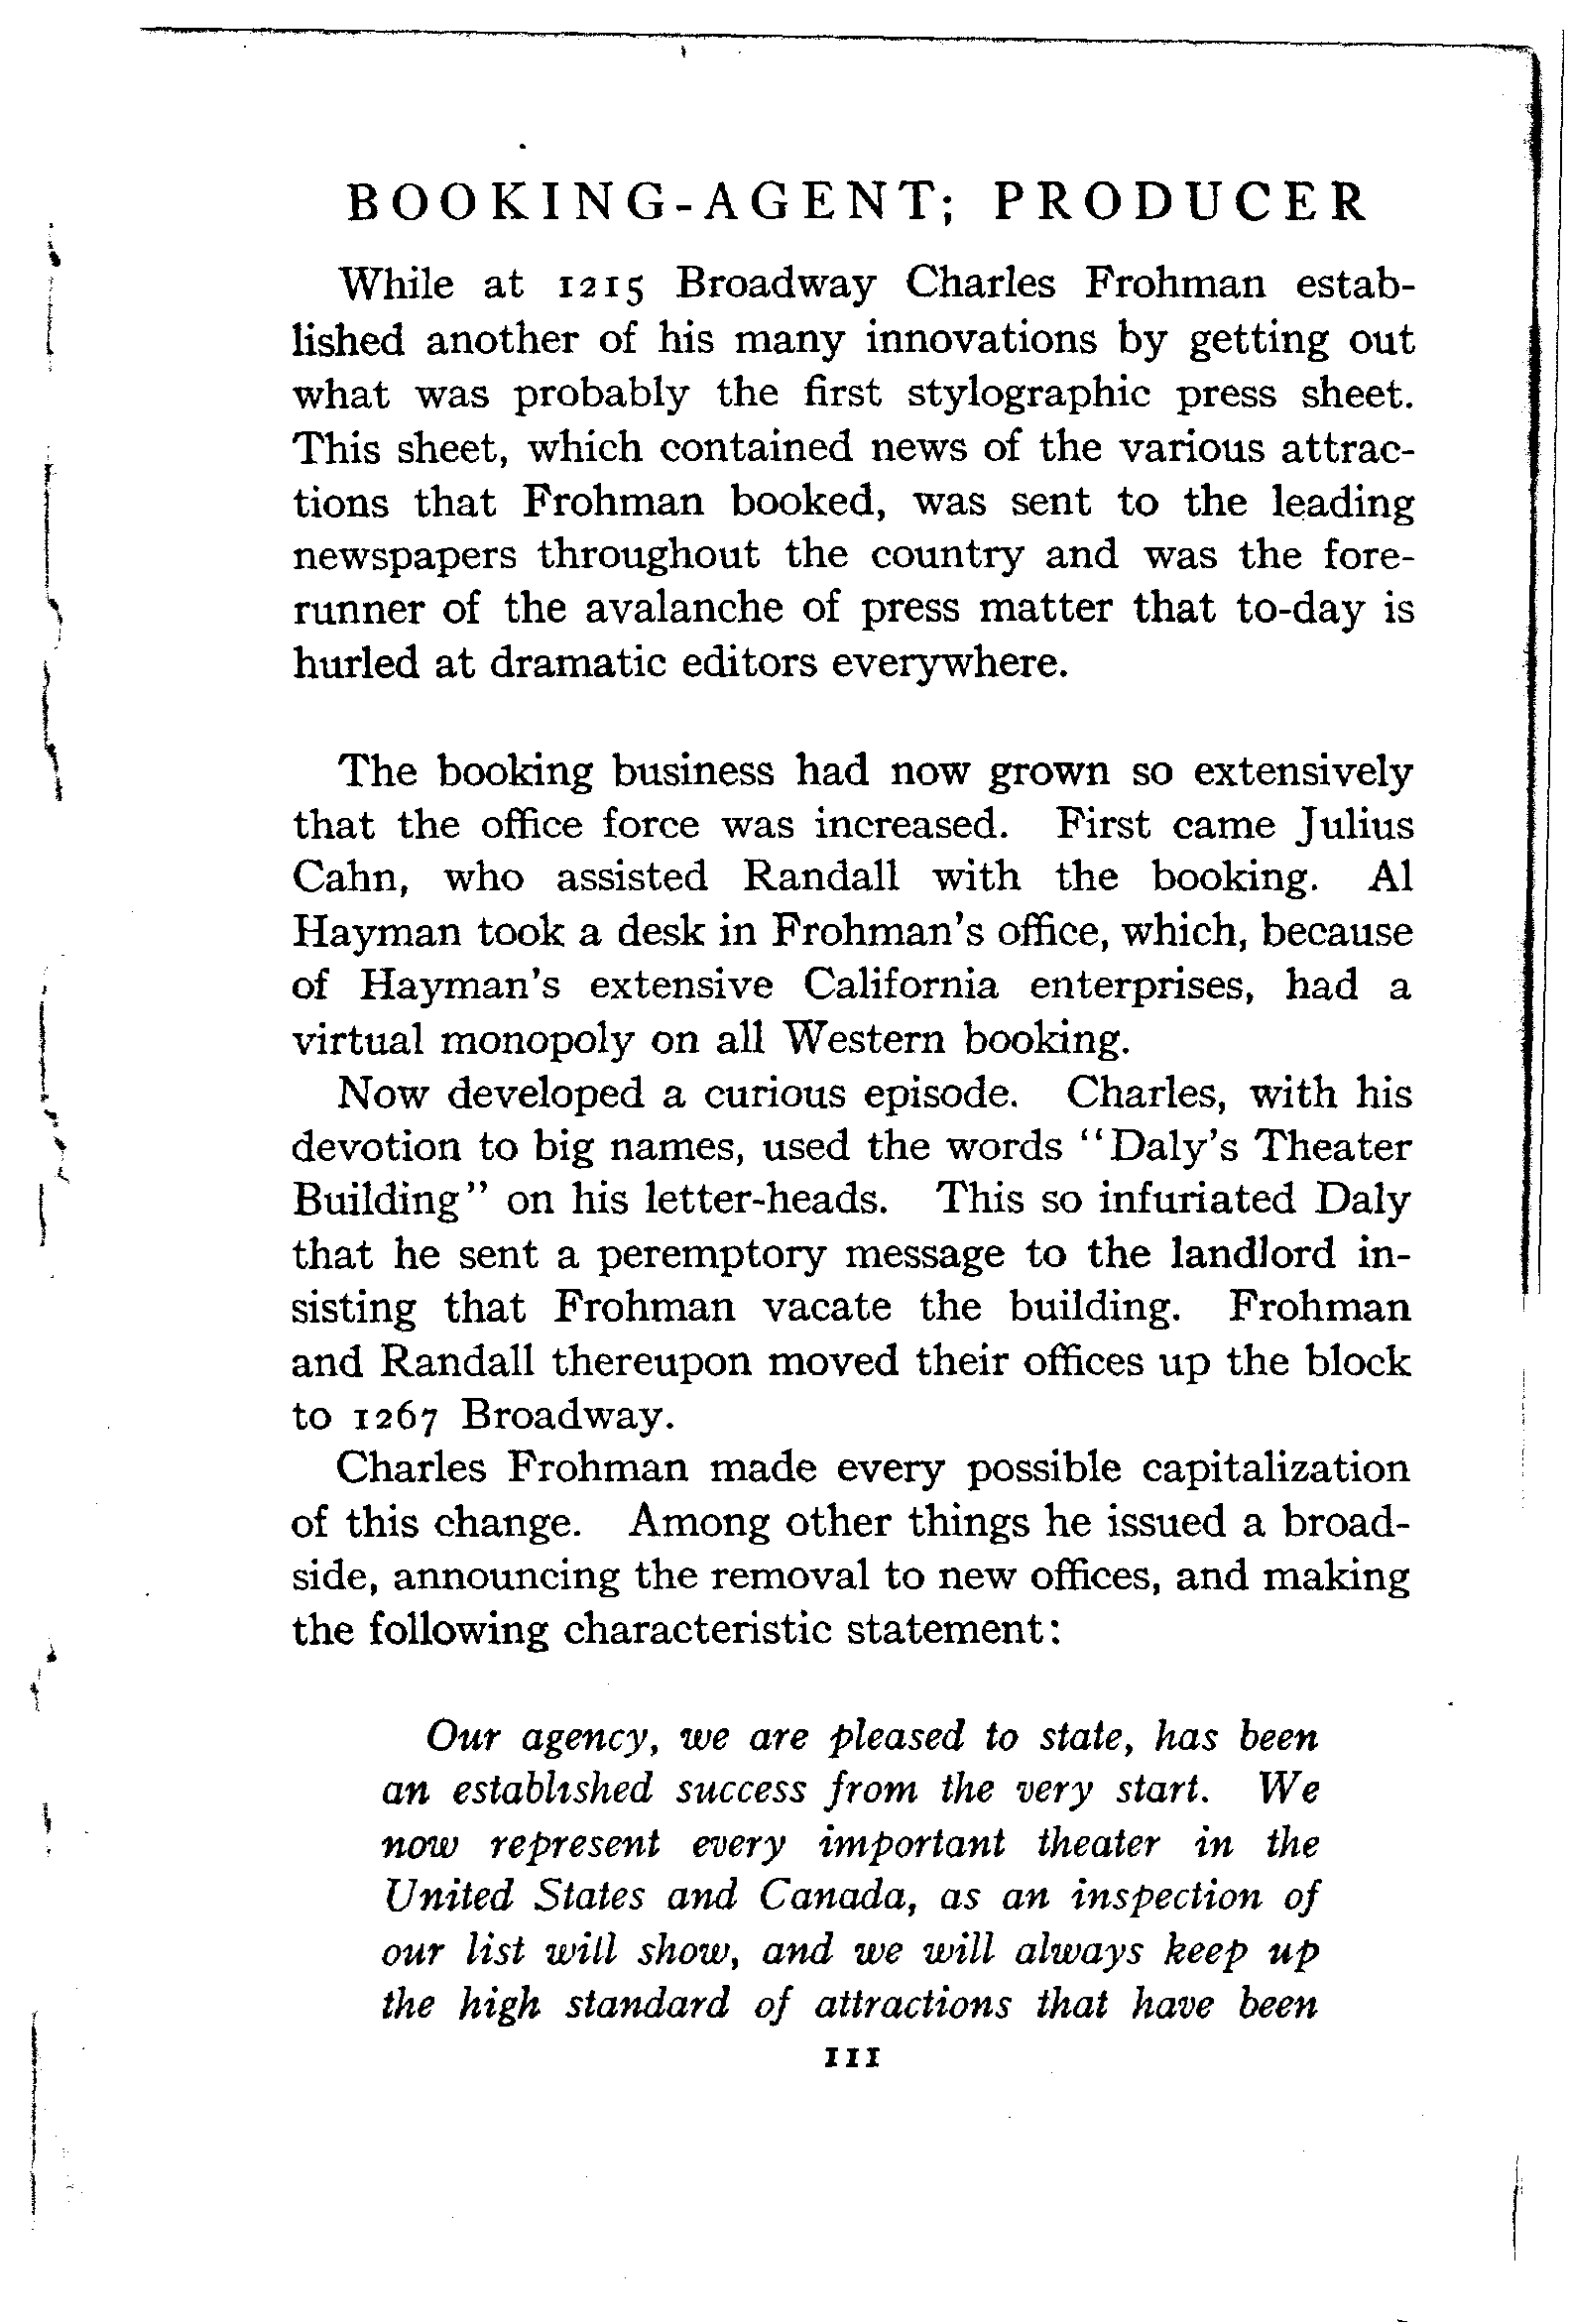 BOOKING-AGENT; PRODUCER
While at 1215 Broadway Charles Frohman estab-
lished another of his many innovations by getting out
what was probably the first stylographic press sheet.
This sheet, which contained news of the various attrac-
tions that Frohman booked, was sent to the leading
newspapers throughout the country and was the fore-
runner of the avalanche of press matter that to-day is
hurled at dramatic editors everywhere.
The booking business had now grown so extensively
that the office force was increased. First came Julius
Cahn, who assisted Randall with the booking. Al
Hayman took a desk in Frohman's office, which, because
of Hayman's extensive California enterprises, had a
virtual monopoly on all Western booking.
Now developed a curious episode. Charles, with his
devotion to big names, used the words "Daly's Theater
Building" on his letter-heads. This so infuriated Daly
that he sent a peremptory message to the landlord in-
sisting that Frohman vacate the building. Frohman
and Randall thereupon moved their offices up the block
to 1267 Broadway.
Charles Frohman made every possible capitalization
of this change. Among other things he issued a broad-
side, announcing the removal to new offices, and making
the following characteristic statement:
Our agency, we are pleased to state, has been
an established success from the very start. We
now represent every important theater in the
United States and Canada, as an inspection of
our list will show, and we will always keep up
the high standard of attractions that have been
111